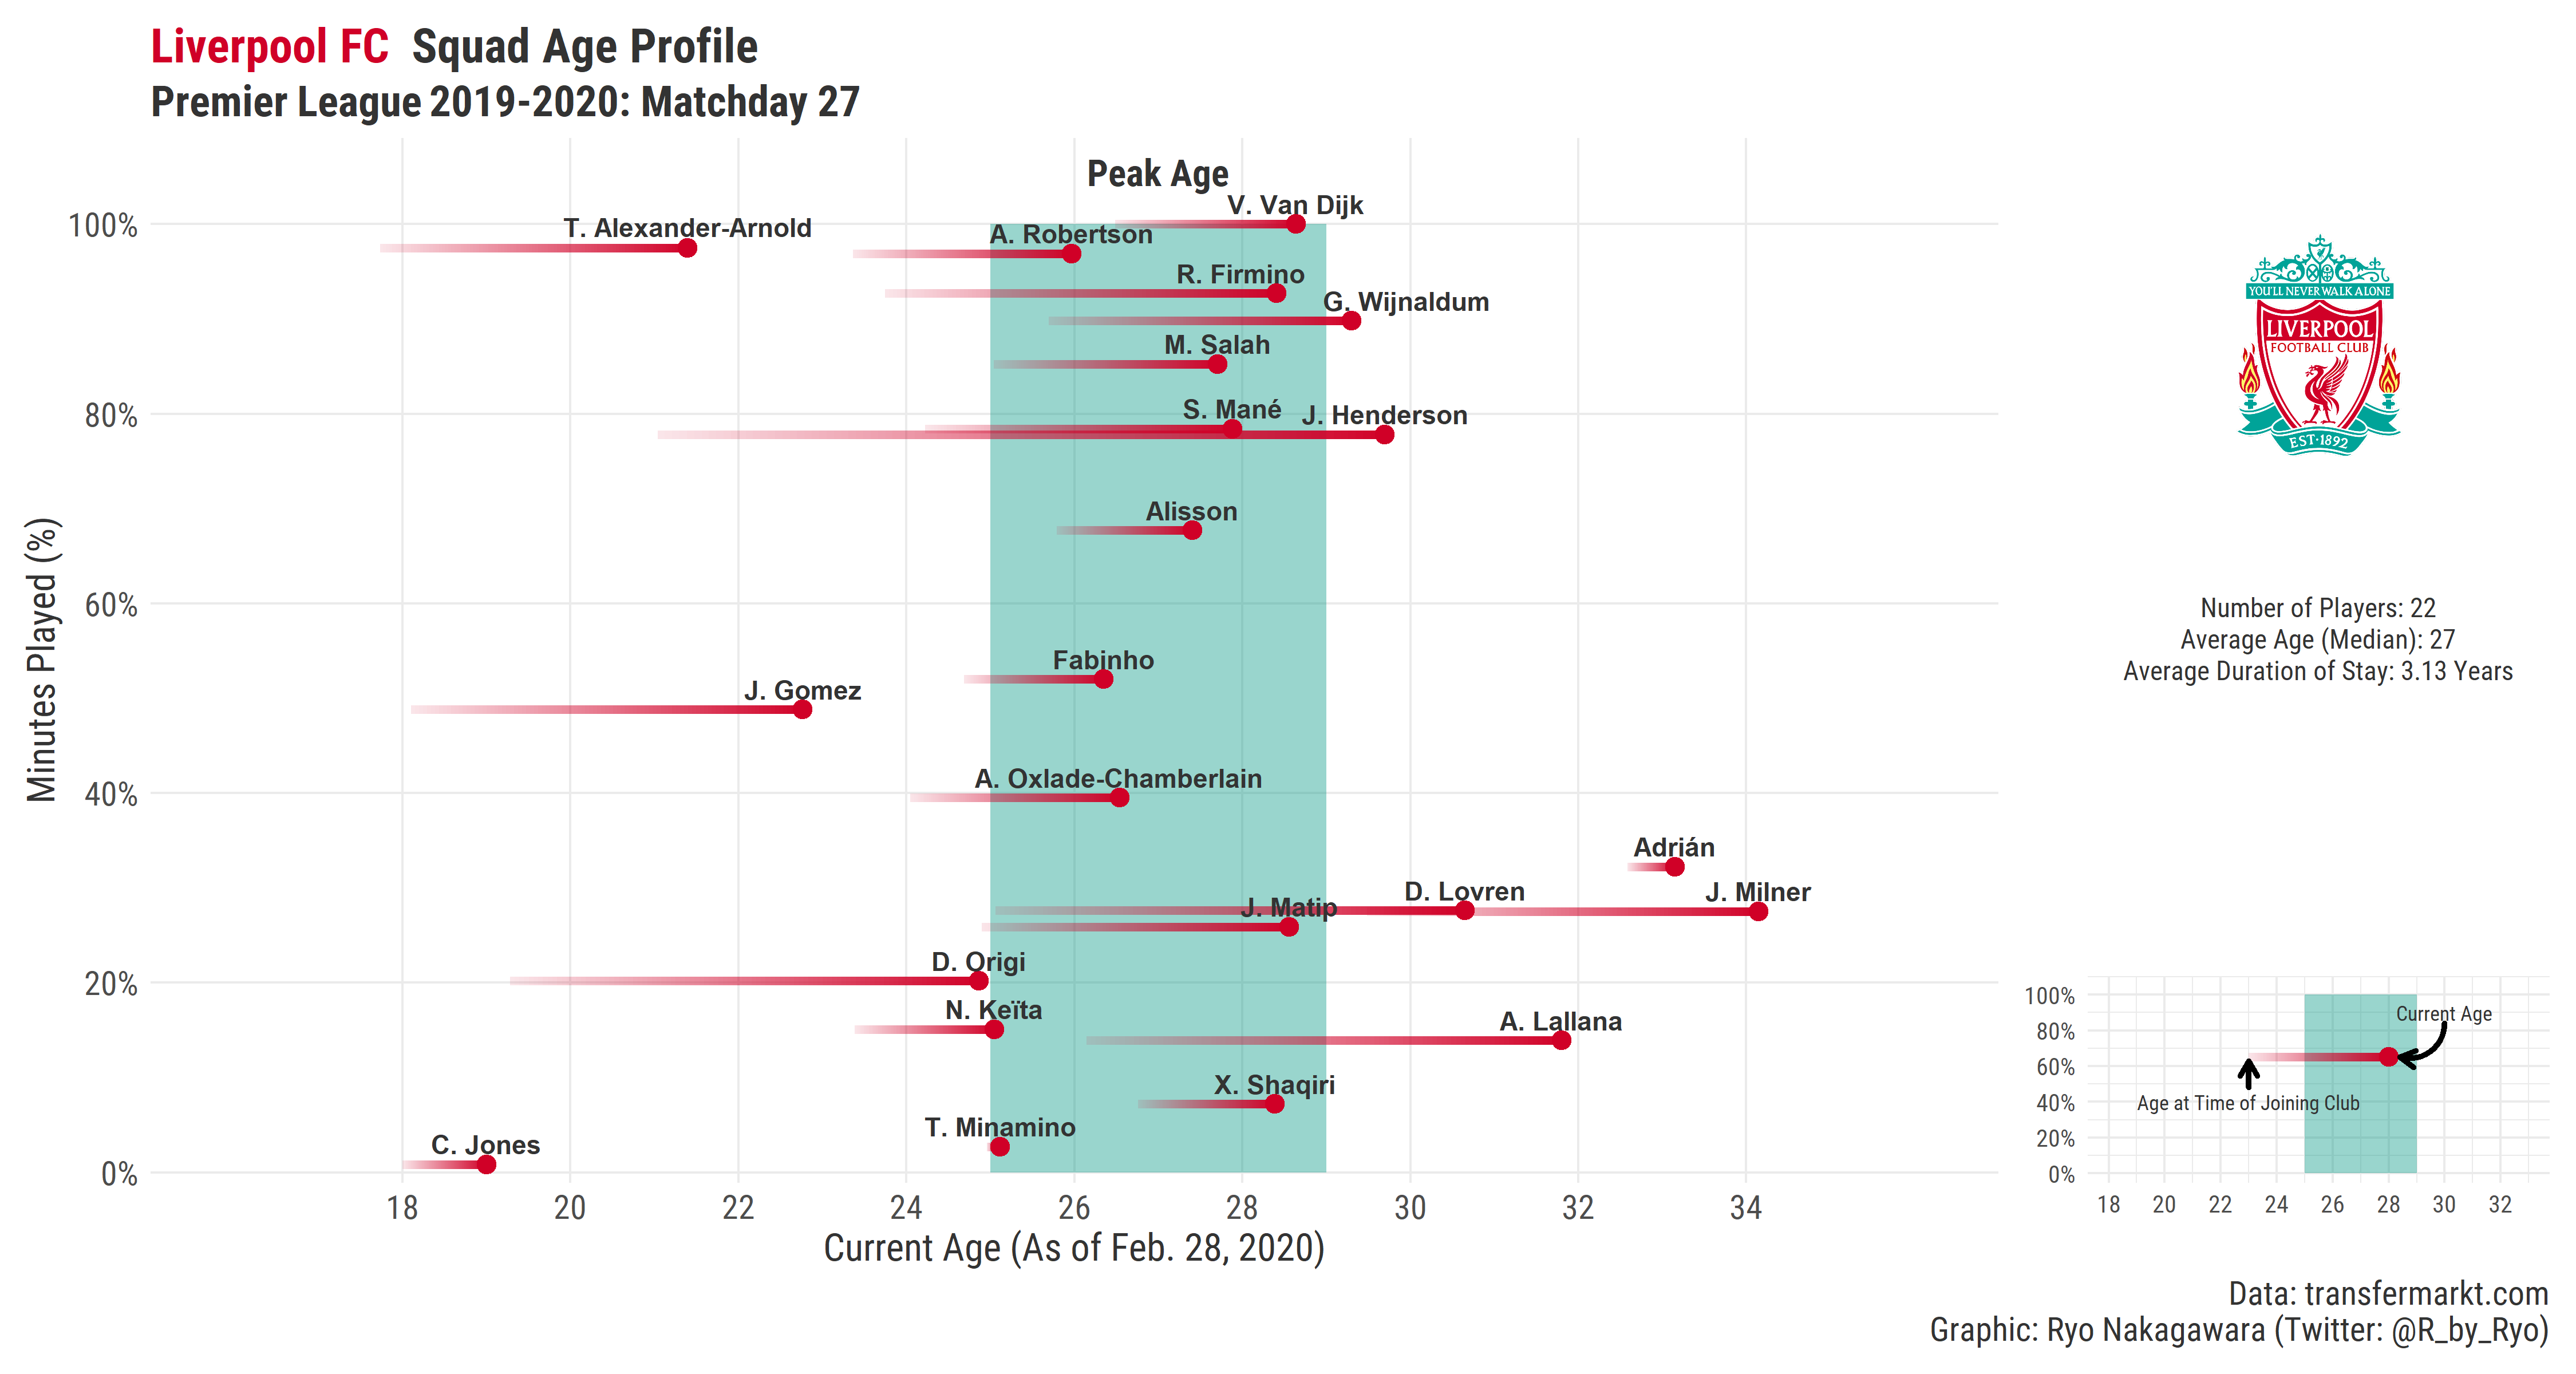 Liverpool FC Squad Age Profile
Premier League 2019-2020: Matchday 27
Peak Age
V. Van Dijk
T. Alexander-Arnold
A. Robertson
R. Firmino
G. Wijnaldum
M. Salah
S. Mané
J. Henderson
Alisson
Fabinho
J. Gomez
A. Oxlade-Chamberlain
Adrián
D. Lovren
J. Milner
J. Matip
D. Origi
N. Keïta
A. Lallana
X. Shaqiri
T. Minamino
C. Jones
100%
80%
60%
40%
20%
0%
Minutes Played (%)
18 20 22 24 26 28 30 32 34
Current Age (As of Feb. 28, 2020)
YOU'LL NEVER WALK ALONE
LIVERPOOL
FOOTBALL CLUB
EST·1892
Number of Players: 22
Average Age (Median): 27
Average Duration of Stay: 3.13 Years
100%
80%
60%
40%
20%
0%
Current Age
Age at Time of Joining Club
18 20 22 24 26 28 30 32
Data: transfermarkt.com
Graphic: Ryo Nakagawara (Twitter: @R_by_Ryo)